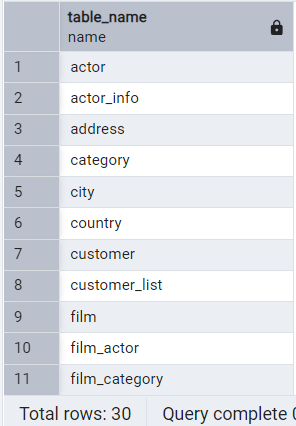 table_name
name
1 actor
2 actor_info
3 address
4 category
5 city
6 country
7 customer
8 customer_list
9 film
10 film_actor
11 film_category
Total rows: 30 Query complete